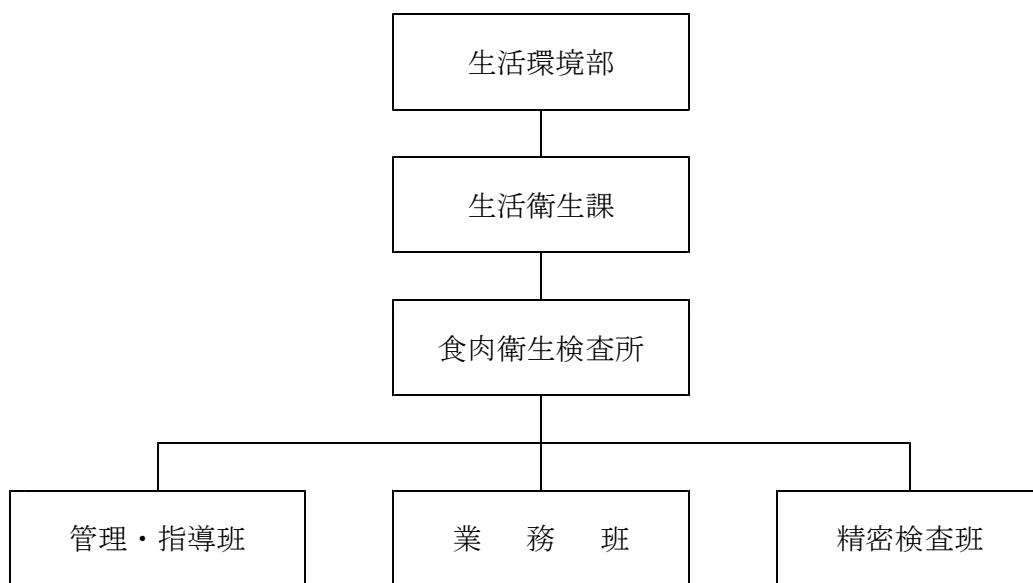 生活環境部
生活衛生課
食肉衛生検査所
管理・指導班
業　務　班
精密検査班